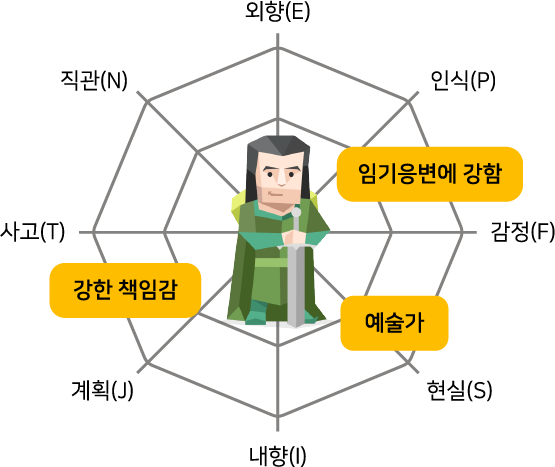 외향(E)
직관(N)
인식(P)
임기응변에 강함
사고(T)
감정(F)
강한 책임감
예술가
계획(J)
현실(S)
내향(I)